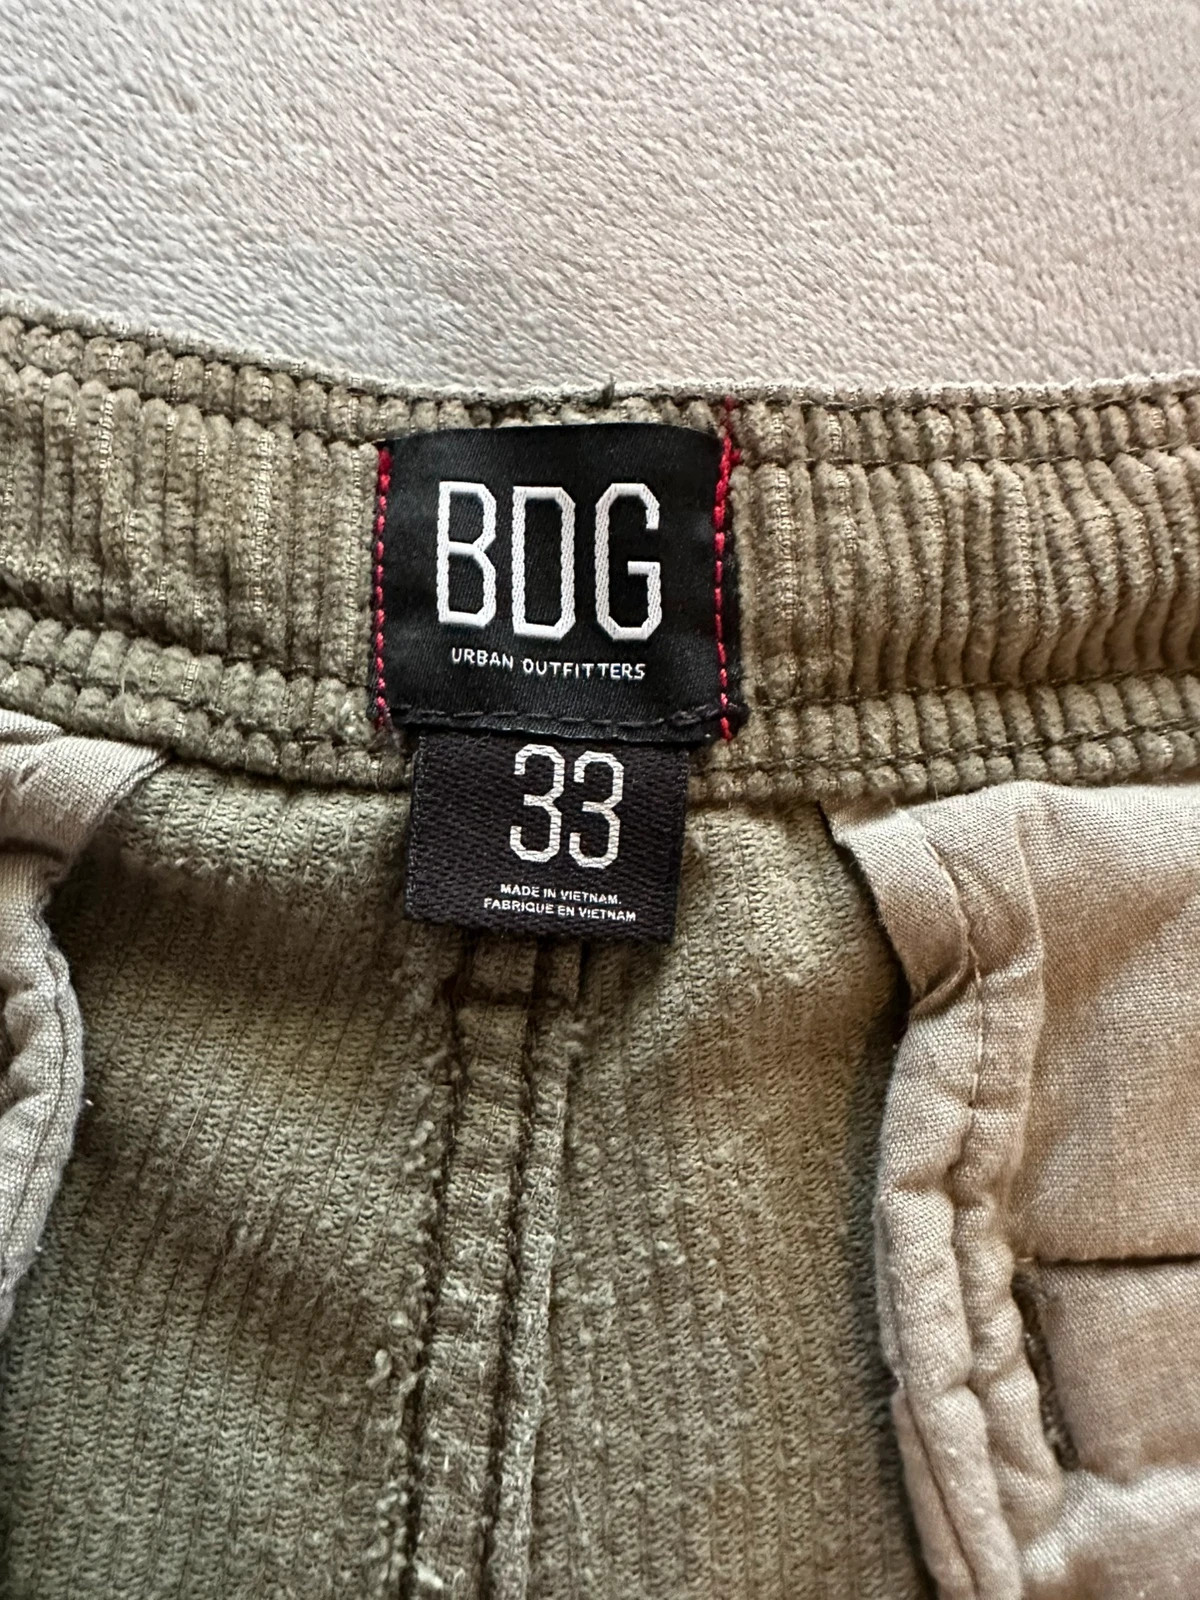 BDG
URBAN OUTFITTERS
33
MADE IN VIETNAM.
FABRIQUE EN VIETNAM